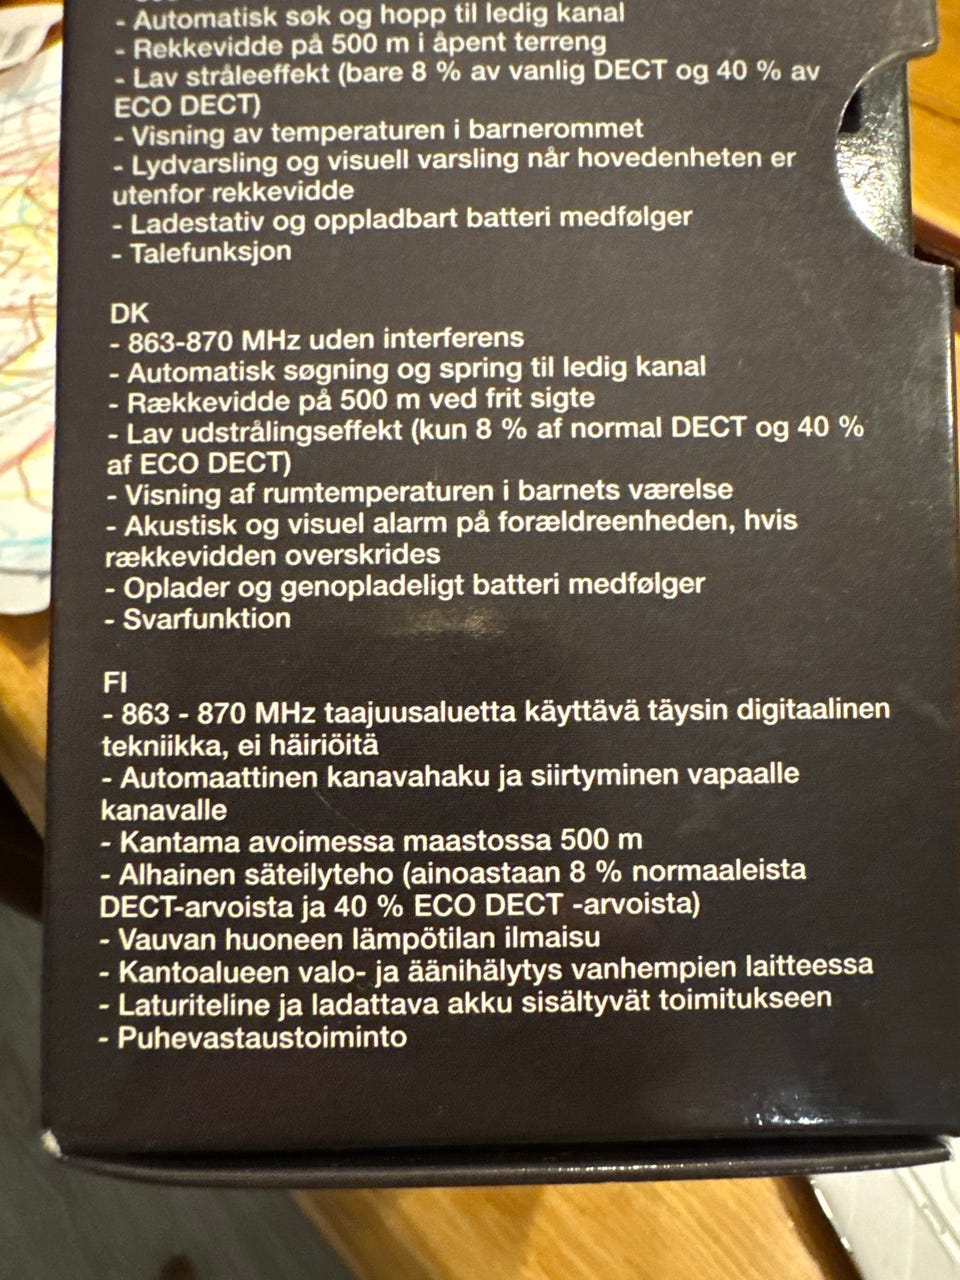 - Automatisk søk og hopp til ledig kanal
- Rekkevidde på 500 m i åpent terreng
- Lav stråleeffekt (bare 8 % av vanlig DECT og 40 % av
ECO DECT)
- Visning av temperaturen i barnerommet
- Lydvarsling og visuell varsling når hovedenheten er
utenfor rekkevidde
- Ladestativ og oppladbart batteri medfølger
- Talefunksjon
DK
- 863-870 MHz uden interferens
- Automatisk søgning og spring til ledig kanal
- Rækkevidde på 500 m ved frit sigte
- Lav udstrålingseffekt (kun 8 % af normal DECT og 40 %
af ECO DECT)
- Visning af rumtemperaturen i barnets værelse
- Akustisk og visuel alarm på forældreenheden, hvis
rækkevidden overskrides
- Oplader og genopladeligt batteri medfølger
- Svarfunktion
FI
- 863 - 870 MHz taajuusaluetta käyttävä täysin digitaalinen
tekniikka, ei häiriöitä
- Automaattinen kanavahaku ja siirtyminen vapaalle
kanavalle
- Kantama avoimessa maastossa 500 m
- Alhainen säteilyteho (ainoastaan 8 % normaaleista
DECT-arvoista ja 40 % ECO DECT -arvoista)
- Vauvan huoneen lämpötilan ilmaisu
- Kantoalueen valo- ja äänihälytys vanhempien laitteessa
- Laturiteline ja ladattava akku sisältyvät toimitukseen
- Puhevastaustoiminto